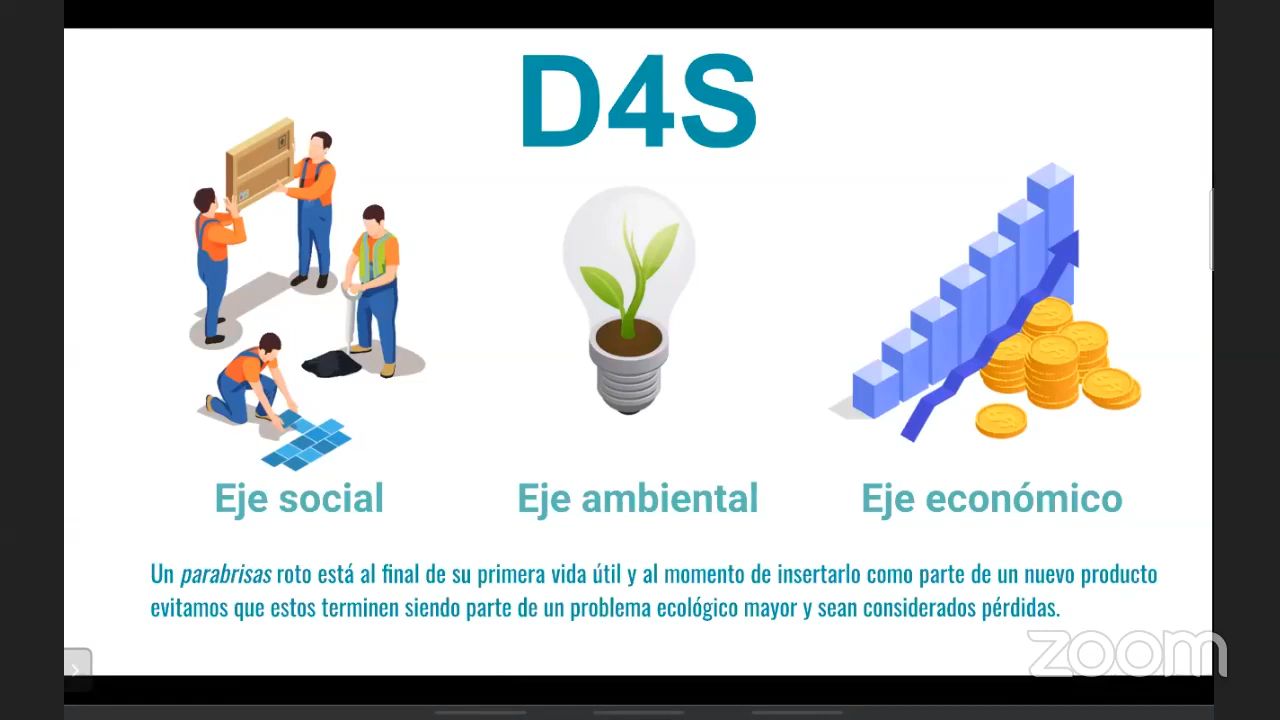 D4S
Eje social
Eje ambiental
Eje económico
Un parabrisas roto está al final de su primera vida útil y al momento de insertarlo como parte de un nuevo producto
evitamos que estos terminen siendo parte de un problema ecológico mayor y sean considerados pérdidas.
zoom